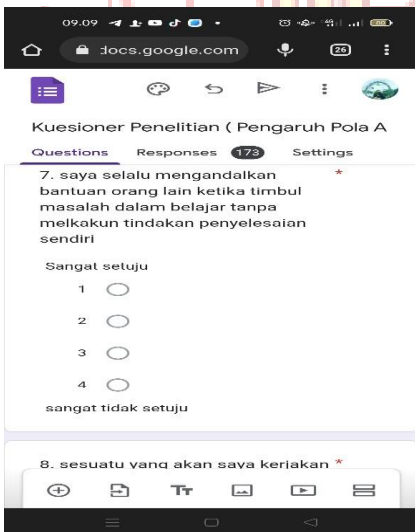 09.09
docs.google.com
26
Kuesioner Penelitian ( Pengaruh Pola A
Questions Responses 173 Settings
7. saya selalu mengandalkan *
bantuan orang lain ketika timbul
masalah dalam belajar tanpa
melkakun tindakan penyelesaian
sendiri
Sangat setuju
1
2
3
4
sangat tidak setuju
8. sesuatu yang akan saya kerjakan *
Tт